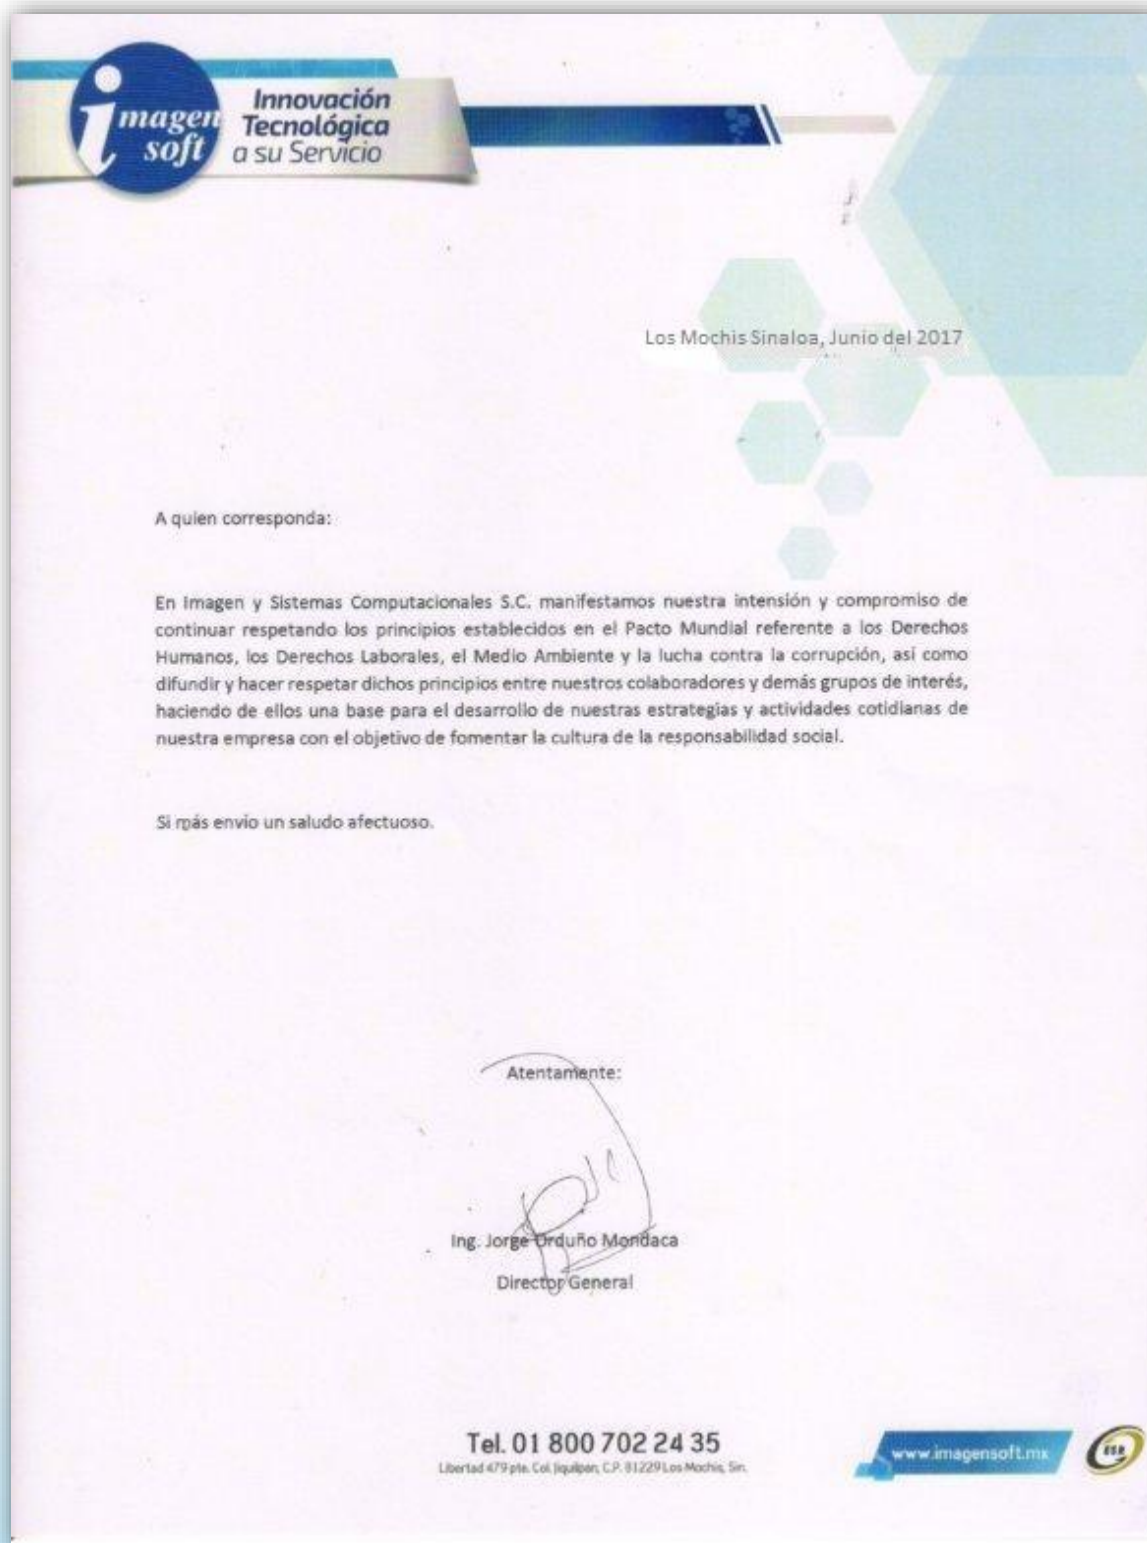 imagen
soft
Innovación
Tecnológica
a su Servicio
Los Mochis Sinaloa, Junio del 2017
A quien corresponda:
En Imagen y Sistemas Computacionales S.C. manifestamos nuestra intensión y compromiso de
continuar respetando los principios establecidos en el Pacto Mundial referente a los Derechos
Humanos, los Derechos Laborales, el Medio Ambiente y la lucha contra la corrupción, así como
difundir y hacer respetar dichos principios entre nuestros colaboradores y demás grupos de interés,
haciendo de ellos una base para el desarrollo de nuestras estrategias y actividades cotidianas de
nuestra empresa con el objetivo de fomentar la cultura de la responsabilidad social.
Si más envío un saludo afectuoso.
Atentamente:
Ing. Jorge Orduño Mondaca
Director General
Tel. 01 800 702 24 35
Libertad 479 pte. Col. Jiquilpan, C.P. 81229 Los Mochis, Sin.
www.imagensoft.mx
ESR